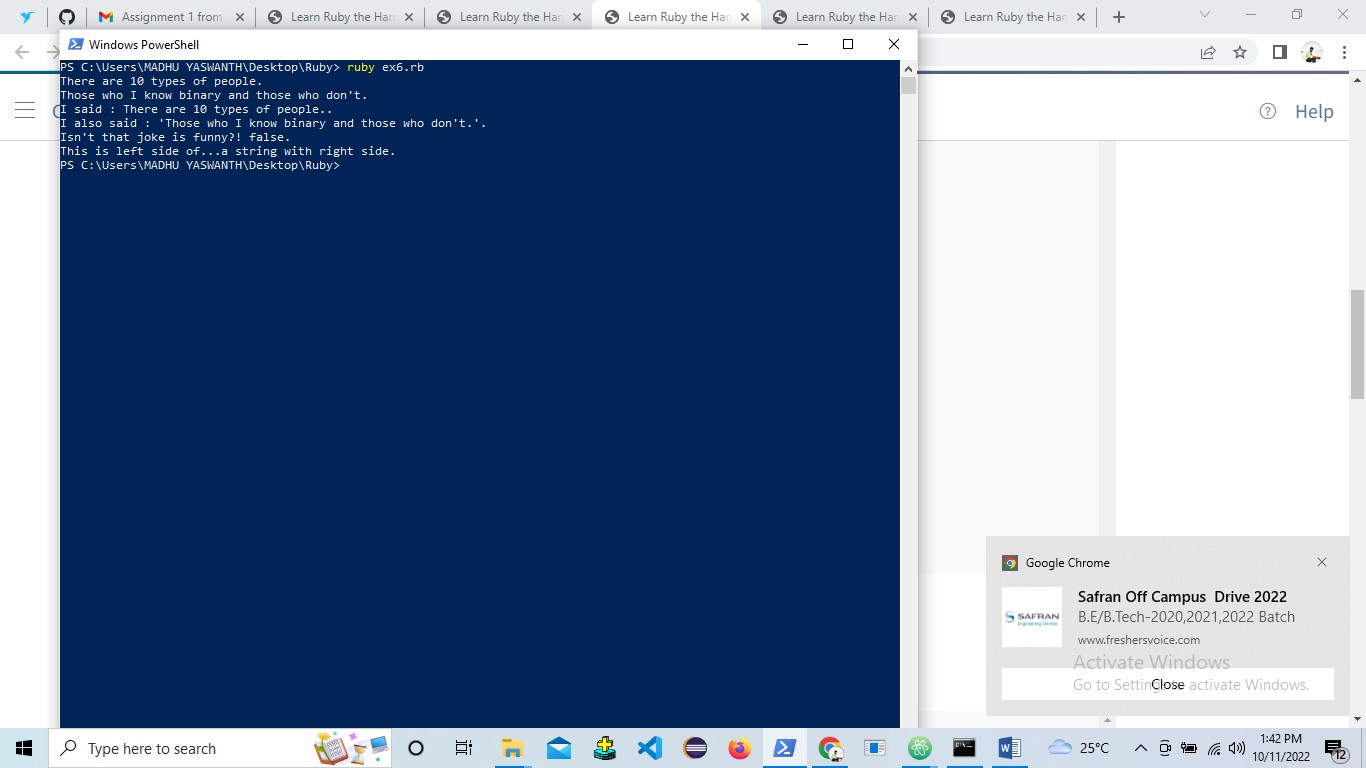 Assignment 1 from
Learn Ruby the Har
Learn Ruby the Har
Learn Ruby the Har
Learn Ruby the Har
Learn Ruby the Har
Windows PowerShell
PS C:\Users\MADHU YASWANTH\Desktop\Ruby> ruby ex6.rb
There are 10 types of people.
Those who I know binary and those who don't.
I said : There are 10 types of people..
I also said : 'Those who I know binary and those who don't.'.
Isn't that joke is funny?! false.
This is left side of...a string with right side.
PS C:\Users\MADHU YASWANTH\Desktop\Ruby>
Help
Google Chrome
Safran Off Campus Drive 2022
SAFRAN
Engineering Services
B.E/B.Tech-2020,2021,2022 Batch
www.freshersvoice.com
Activate Windows
Go to Settings to activate Windows.
Close
Type here to search
25°C
1:42 PM
10/11/2022
12